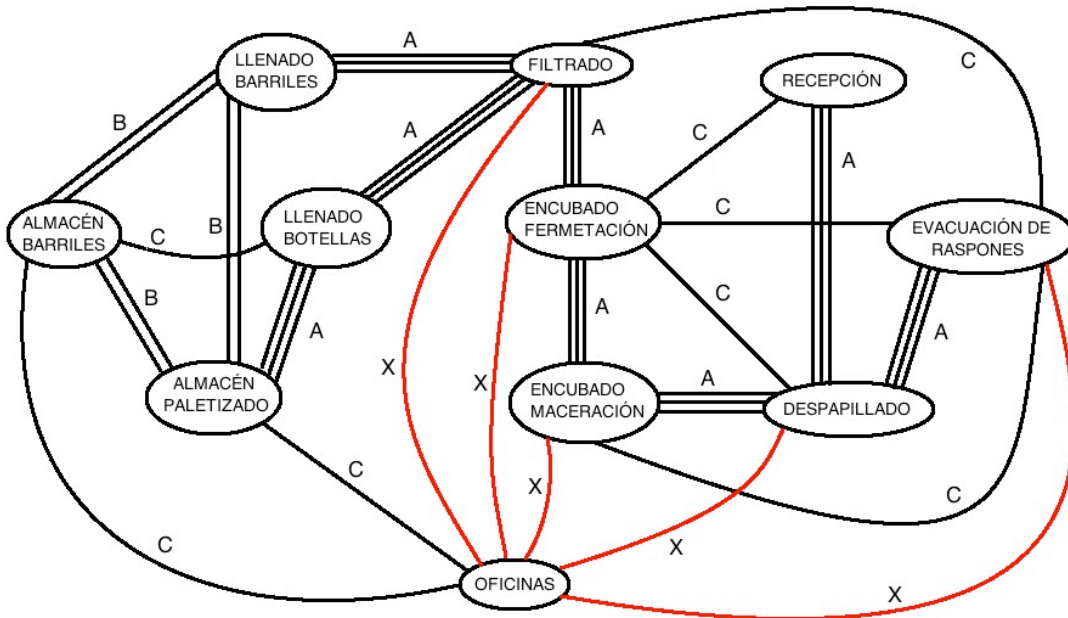 A
C
LLENADO
BARRILES
FILTRADO
RECEPCIÓN
B
A
A
C
A
ALMACÉN
BARRILES
C
B
LLENADO
BOTELLAS
ENCUBADO
FERMETACIÓN
C
EVACUACIÓN DE
RASPONES
B
A
A
C
A
X
X
ALMACÉN
PALETIZADO
ENCUBADO
MACERACIÓN
A
DESPAPILLADO
C
X
C
C
X
OFICINAS
X